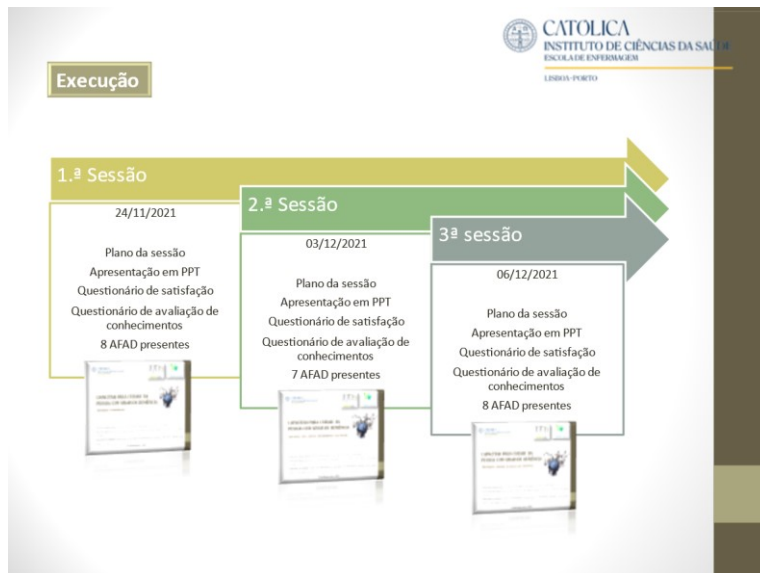 CATOLICA
INSTITUTO DE CIÊNCIAS DA SAÚDE
ESCOLA DE ENFERMAGEM
LISBOA-PORTO
Execução
1.ª Sessão
24/11/2021
Plano da sessão
Apresentação em PPT
Questionário de satisfação
Questionário de avaliação de
conhecimentos
8 AFAD presentes
2.ª Sessão
03/12/2021
Plano da sessão
Apresentação em PPT
Questionário de satisfação
Questionário de avaliação de
conhecimentos
7 AFAD presentes
3ª sessão
06/12/2021
Plano da sessão
Apresentação em PPT
Questionário de satisfação
Questionário de avaliação de
conhecimentos
8 AFAD presentes